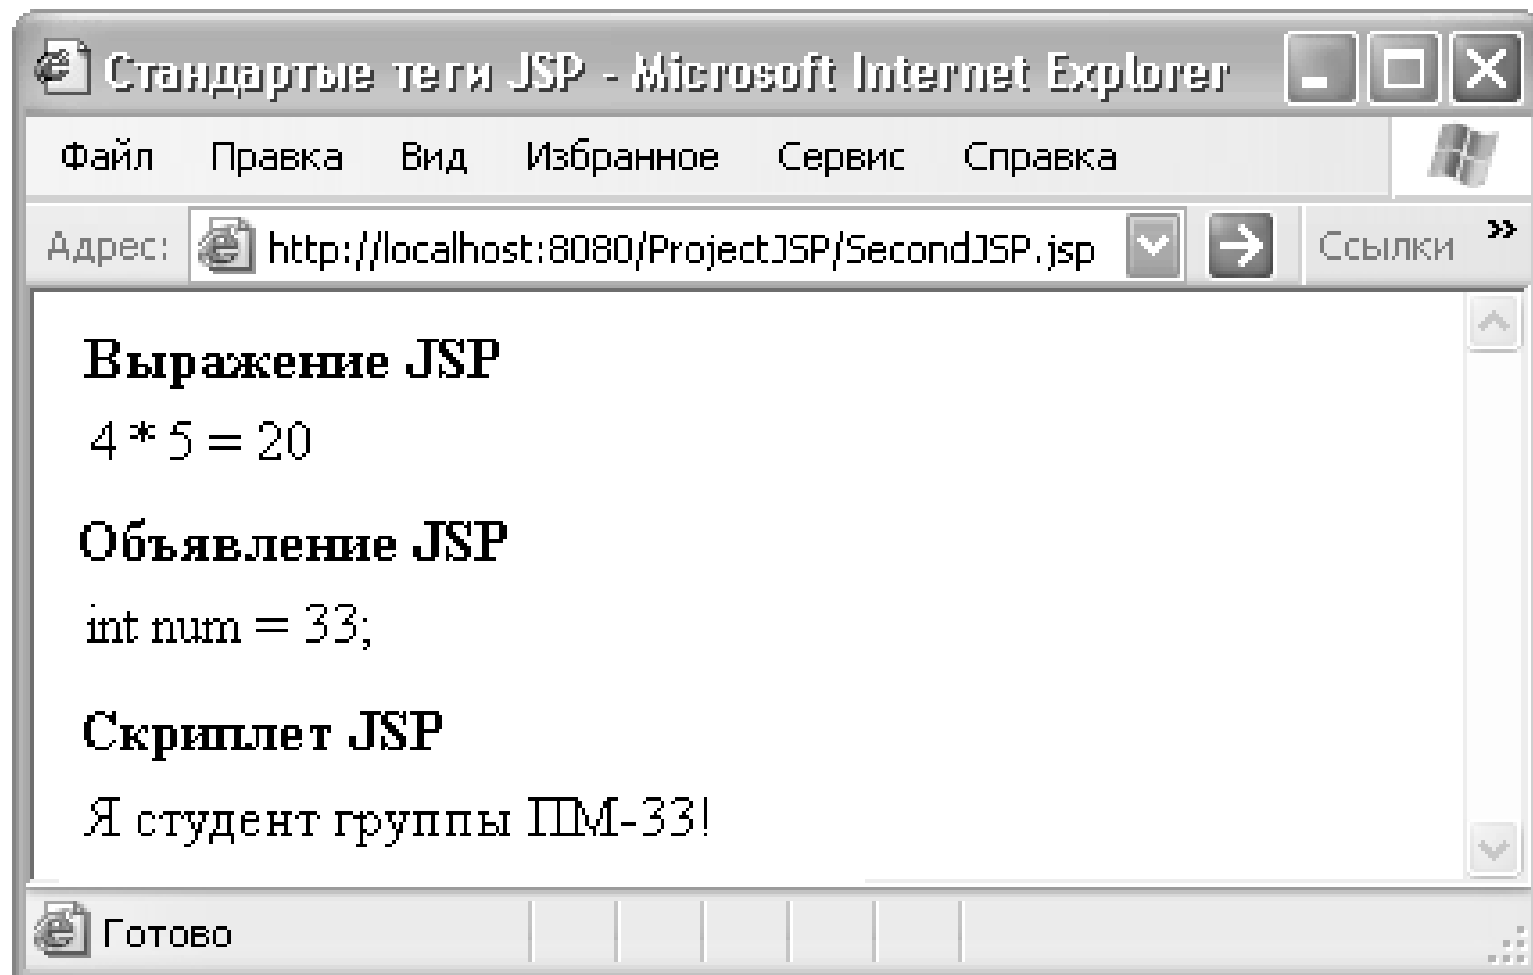 Стандартые теги JSP - Microsoft Internet Explorer
Файл Правка Вид Избранное Сервис Справка
Адрес: http://localhost:8080/ProjectJSP/SecondJSP.jsp Ссылки »
Выражение JSP
4 * 5 = 20
Объявление JSP
int num = 33;
Скриплет JSP
Я студент группы ПМ-33!
Готово